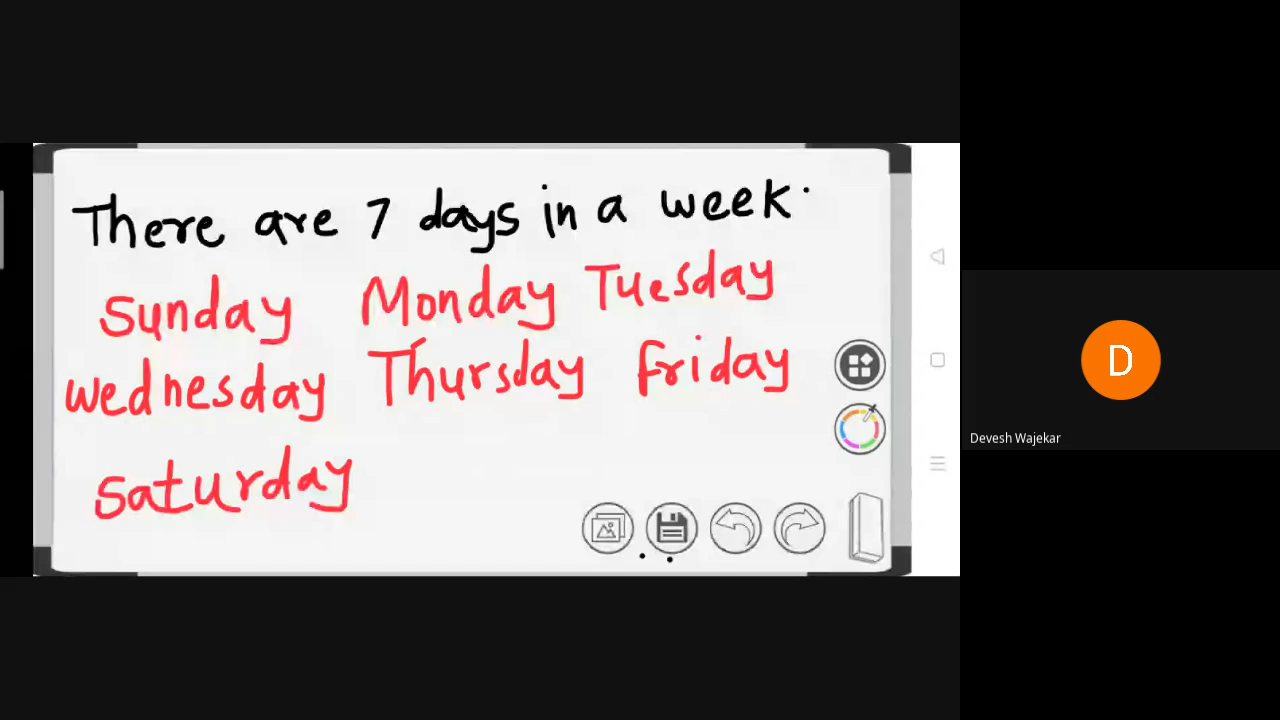 There are 7 days in a week.
Sunday Monday Tuesday
wednesday Thursday friday
saturday
D
Devesh Wajekar